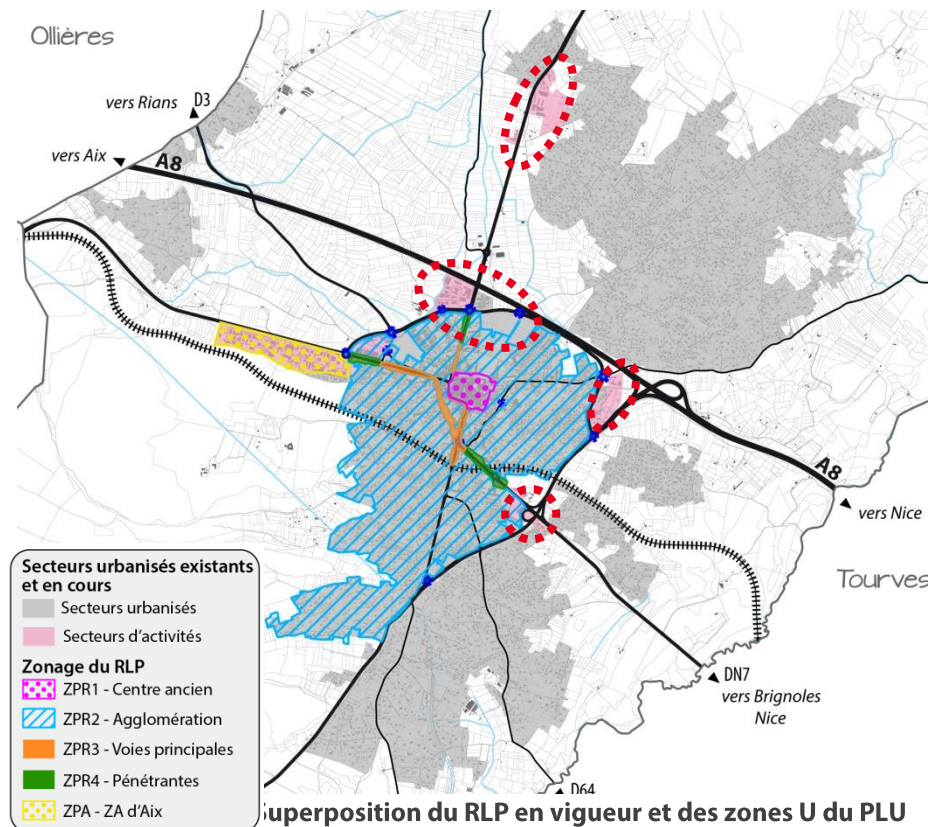 Ollières
vers Rians
D3
vers Aix
A8
A8
vers Nice
Tourves
DN7
vers Brignoles
Nice
D64
Secteurs urbanisés existants
et en cours
Secteurs urbanisés
Secteurs d'activités
Zonage du RLP
ZPR1 - Centre ancien
ZPR2 - Agglomération
ZPR3 - Voies principales
ZPR4 - Pénétrantes
ZPA - ZA d'Aix
Superposition du RLP en vigueur et des zones U du PLU